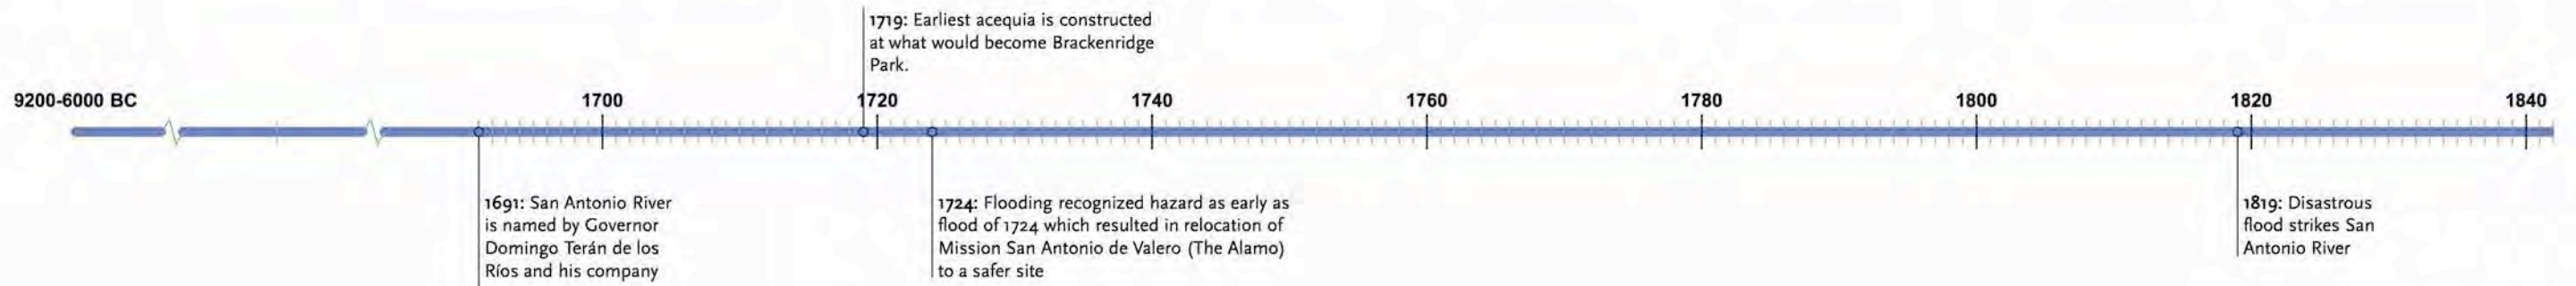 1719: Earliest acequia is constructed
at what would become Brackenridge
Park.
9200-6000 BC 1700 1720 1740 1760 1780 1800 1820 1840
1691: San Antonio River
is named by Governor
Domingo Terán de los
Ríos and his company
1724: Flooding recognized hazard as early as
flood of 1724 which resulted in relocation of
Mission San Antonio de Valero (The Alamo)
to a safer site
1819: Disastrous
flood strikes San
Antonio River